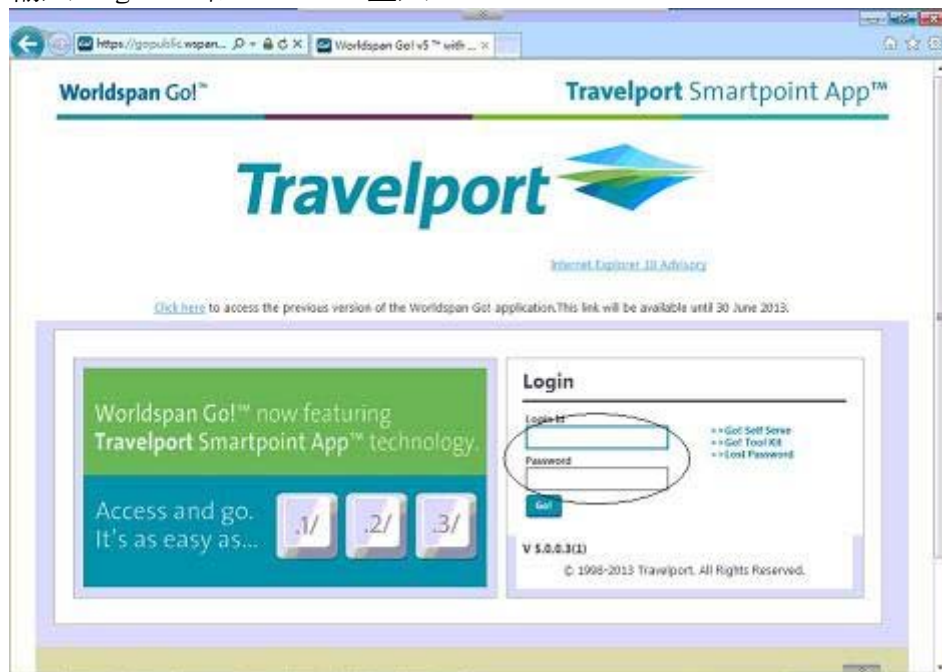 https://gopublic.wspan...
Worldspan Go! v5 ™ with ...
Worldspan Go!™
Travelport Smartpoint App™
Travelport
Internet Explorer 10 Advisory
Click here to access the previous version of the Worldspan Go! application.This link will be available until 30 June 2013.
Worldspan Go!™ now featuring
Travelport Smartpoint App™ technology.
Access and go.
It's as easy as...
.1/
.2/
.3/
Login
Login Id
Password
>>Go! Self Serve
>>Go! Tool Kit
>>Lost Password
Go!
V 5.0.0.3(1)
© 1998-2013 Travelport. All Rights Reserved.